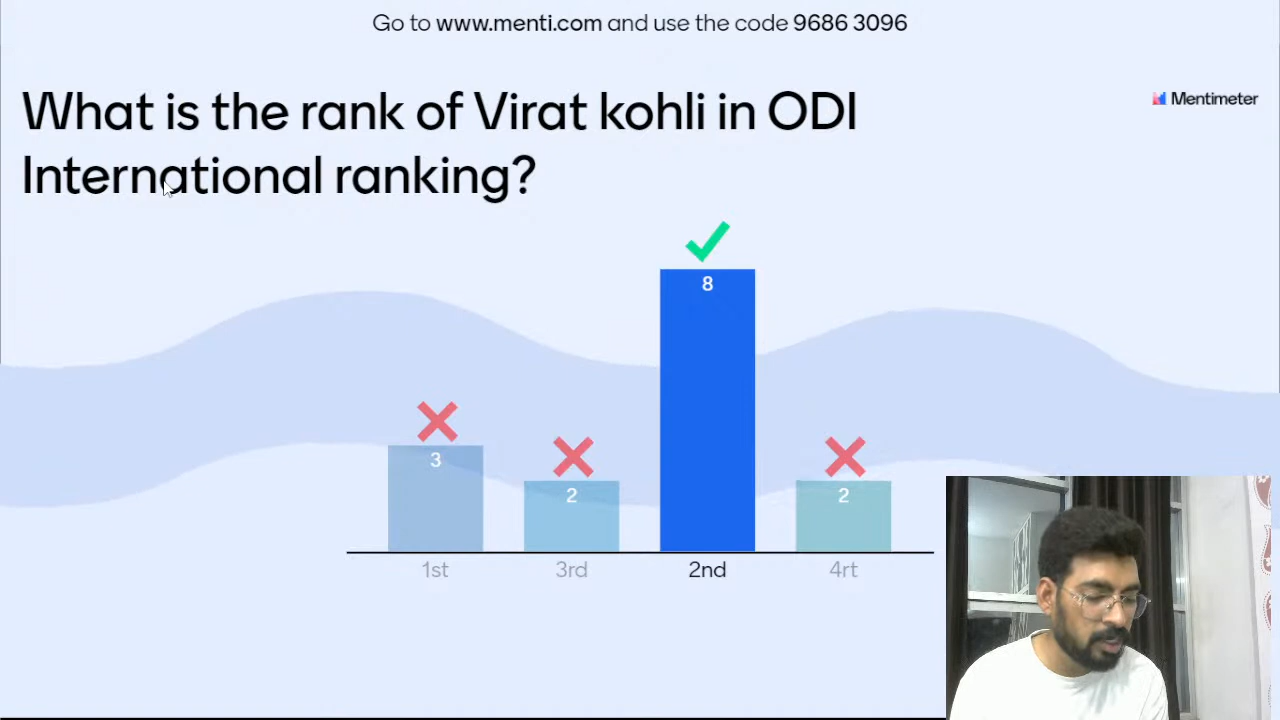 Go to www.menti.com and use the code 9686 3096
What is the rank of Virat kohli in ODI
International ranking?
Mentimeter
3
2
8
2
1st
3rd
2nd
4rt